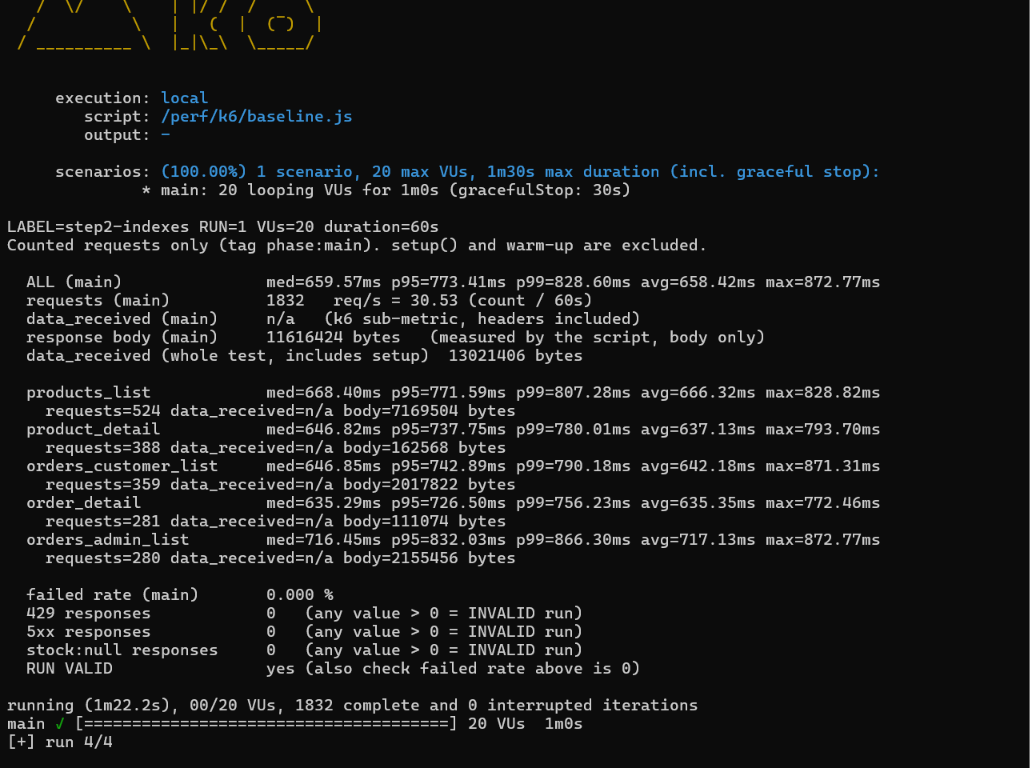 execution: local
script: /perf/k6/baseline.js
output: -
scenarios: (100.00%) 1 scenario, 20 max VUs, 1m30s max duration (incl. graceful stop):
* main: 20 looping VUs for 1m0s (gracefulStop: 30s)
LABEL=step2-indexes RUN=1 VUs=20 duration=60s
Counted requests only (tag phase:main). setup() and warm-up are excluded.
ALL (main) med=659.57ms p95=773.41ms p99=828.60ms avg=658.42ms max=872.77ms
requests (main) 1832 req/s = 30.53 (count / 60s)
data_received (main) n/a (k6 sub-metric, headers included)
response body (main) 11616424 bytes (measured by the script, body only)
data_received (whole test, includes setup) 13021406 bytes
products_list med=668.40ms p95=771.59ms p99=807.28ms avg=666.32ms max=828.82ms
requests=524 data_received=n/a body=7169504 bytes
product_detail med=646.82ms p95=737.75ms p99=780.01ms avg=637.13ms max=793.70ms
requests=388 data_received=n/a body=162568 bytes
orders_customer_list med=646.85ms p95=742.89ms p99=790.18ms avg=642.18ms max=871.31ms
requests=359 data_received=n/a body=2017822 bytes
order_detail med=635.29ms p95=726.50ms p99=756.23ms avg=635.35ms max=772.46ms
requests=281 data_received=n/a body=111074 bytes
orders_admin_list med=716.45ms p95=832.03ms p99=866.30ms avg=717.13ms max=872.77ms
requests=280 data_received=n/a body=2155456 bytes
failed rate (main) 0.000 %
429 responses 0 (any value > 0 = INVALID run)
5xx responses 0 (any value > 0 = INVALID run)
stock:null responses 0 (any value > 0 = INVALID run)
RUN VALID yes (also check failed rate above is 0)
running (1m22.2s), 00/20 VUs, 1832 complete and 0 interrupted iterations
main ✓ [======================================] 20 VUs 1m0s
[+] run 4/4